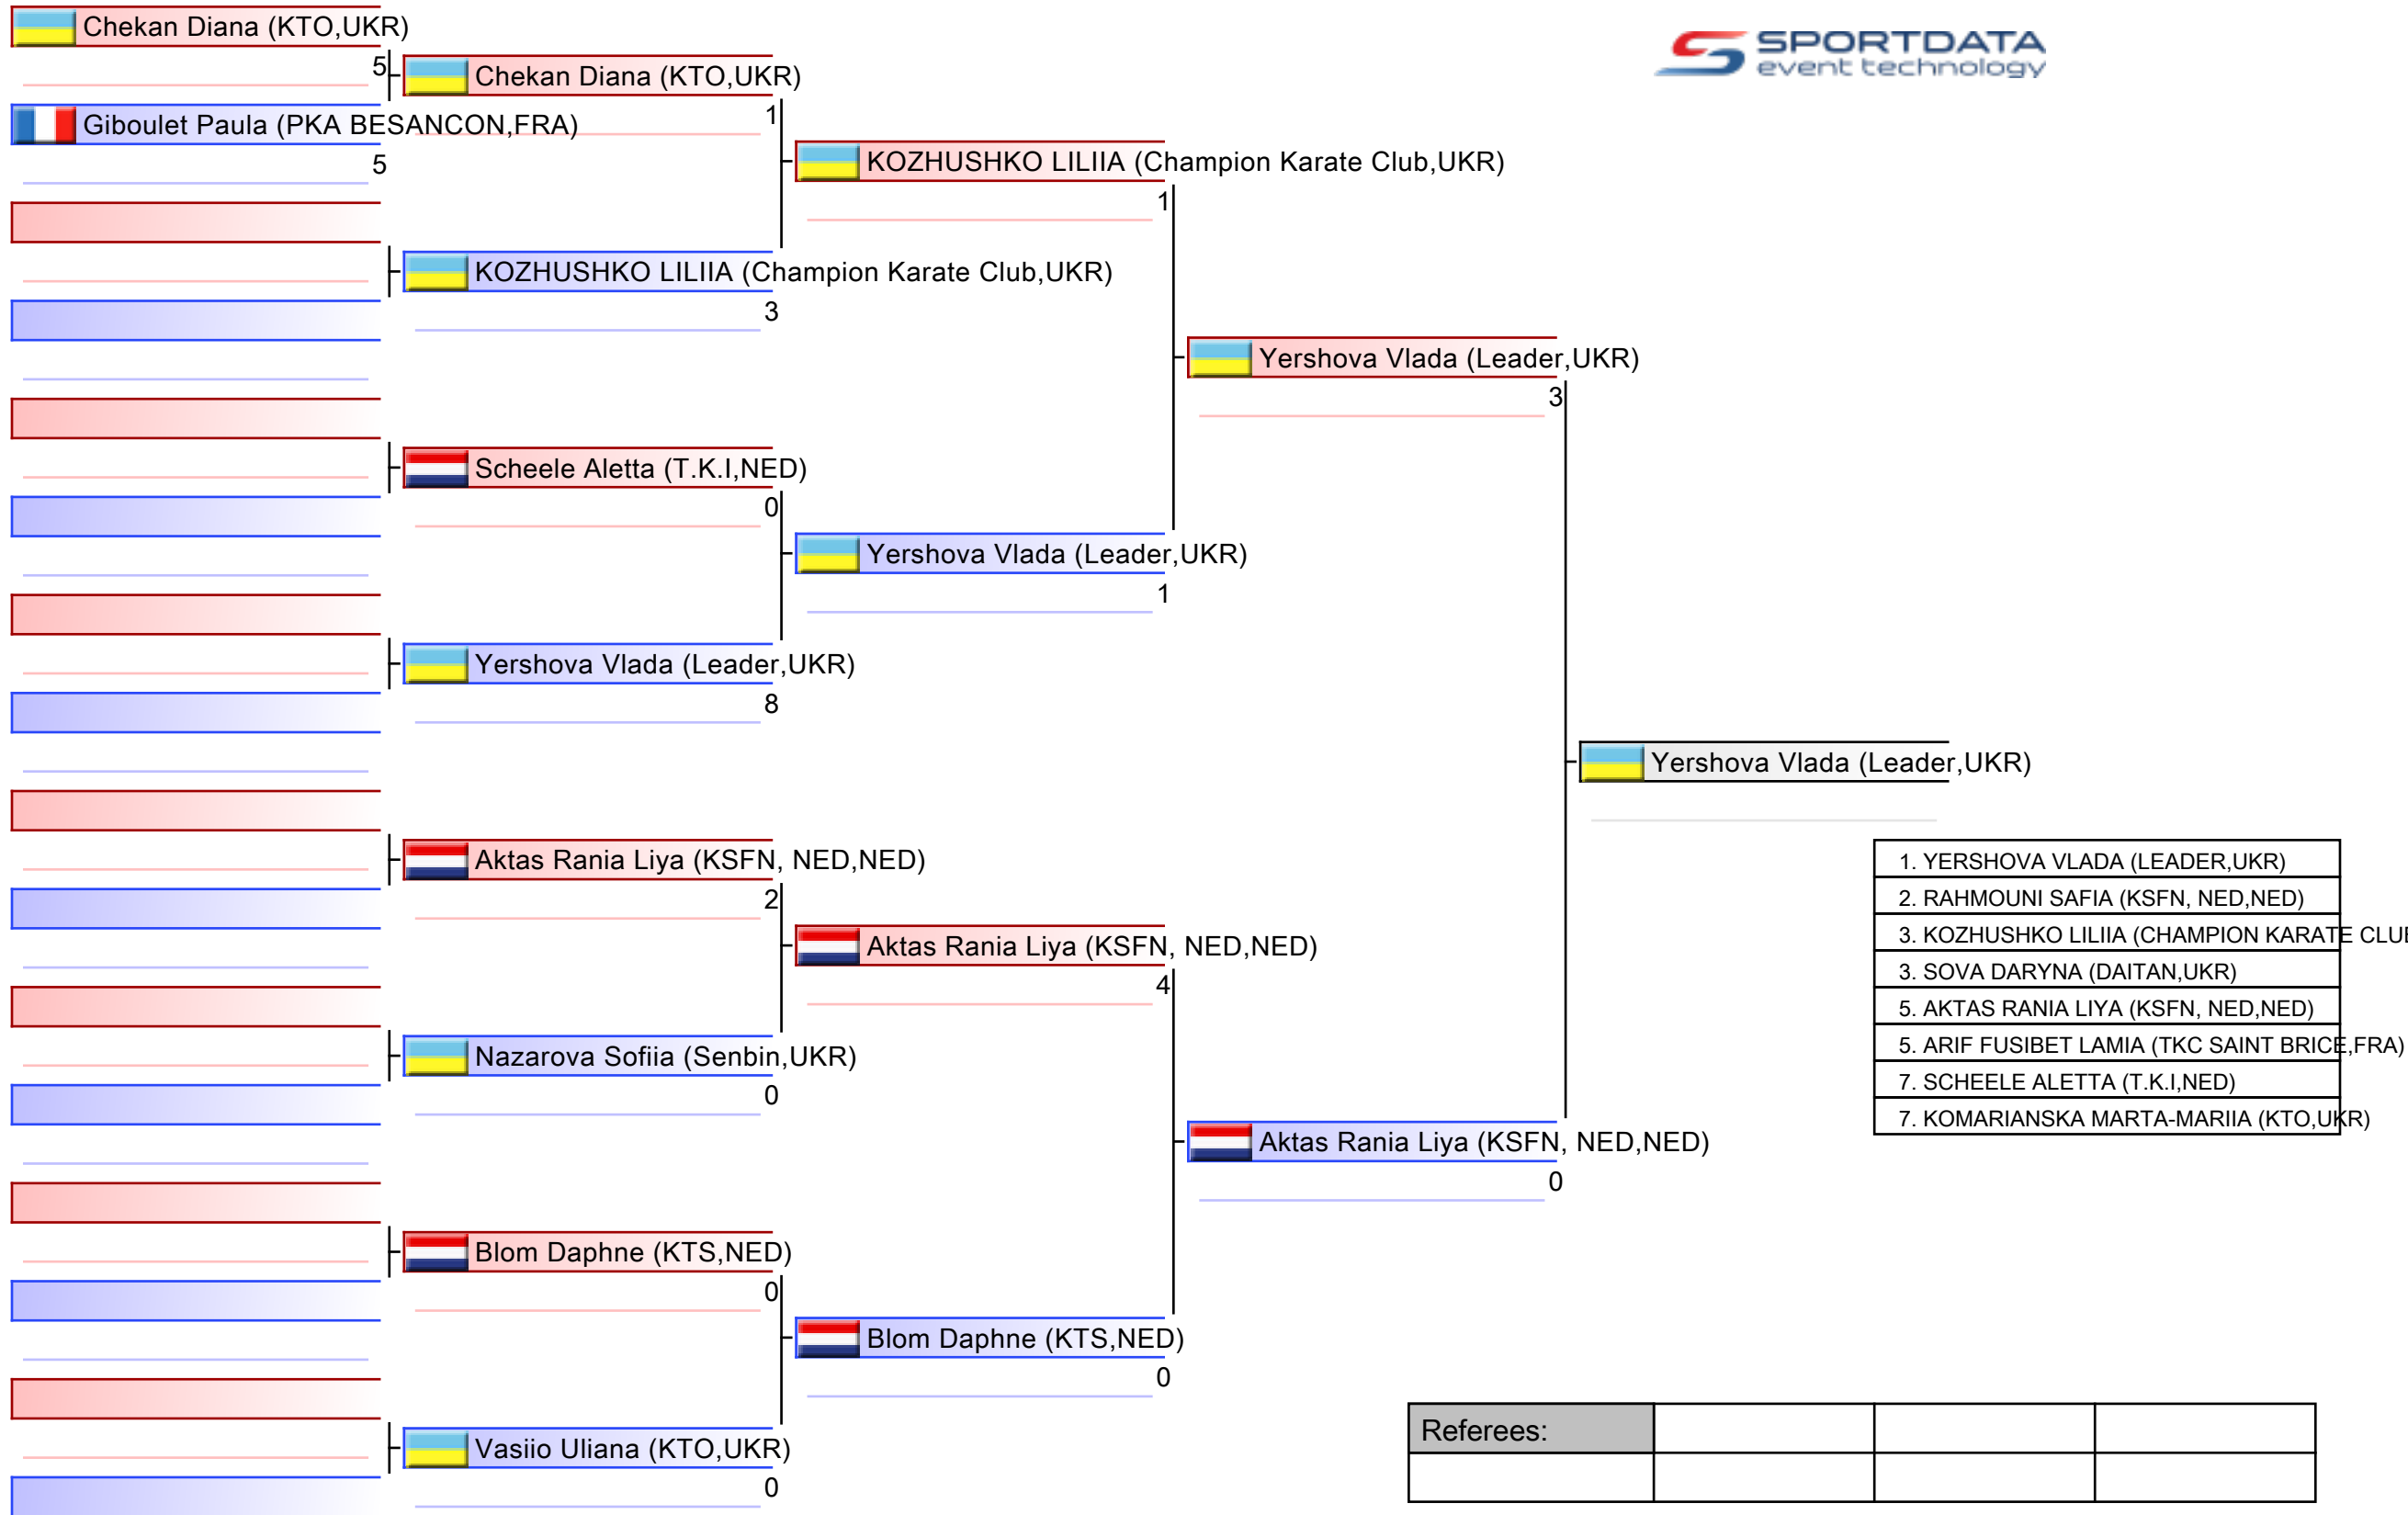 Chekan Diana (KTO,UKR)
5
Giboulet Paula (PKA BESANCON,FRA)
5
Chekan Diana (KTO,UKR)
1
KOZHUSHKO LILIIA (Champion Karate Club,UKR)
3
Scheele Aletta (T.K.I,NED)
0
Yershova Vlada (Leader,UKR)
8
Aktas Rania Liya (KSFN, NED,NED)
2
Nazarova Sofiia (Senbin,UKR)
0
Blom Daphne (KTS,NED)
0
Vasiio Uliana (KTO,UKR)
0
KOZHUSHKO LILIIA (Champion Karate Club,UKR)
1
Yershova Vlada (Leader,UKR)
1
Aktas Rania Liya (KSFN, NED,NED)
4
Blom Daphne (KTS,NED)
0
Yershova Vlada (Leader,UKR)
3
Aktas Rania Liya (KSFN, NED,NED)
0
Yershova Vlada (Leader,UKR)
SPORTDATA
event technology
1. YERSHOVA VLADA (LEADER,UKR)
2. RAHMOUNI SAFIA (KSFN, NED,NED)
3. KOZHUSHKO LILIIA (CHAMPION KARATE
3. SOVA DARYNA (DAITAN,UKR)
5. AKTAS RANIA LIYA (KSFN, NED,NED)
5. ARIF FUSIBET LAMIA (TKC SAINT BRICE,FRA)
7. SCHEELE ALETTA (T.K.I,NED)
7. KOMARIANSKA MARTA-MARIIA (KTO,UKR)
Referees: